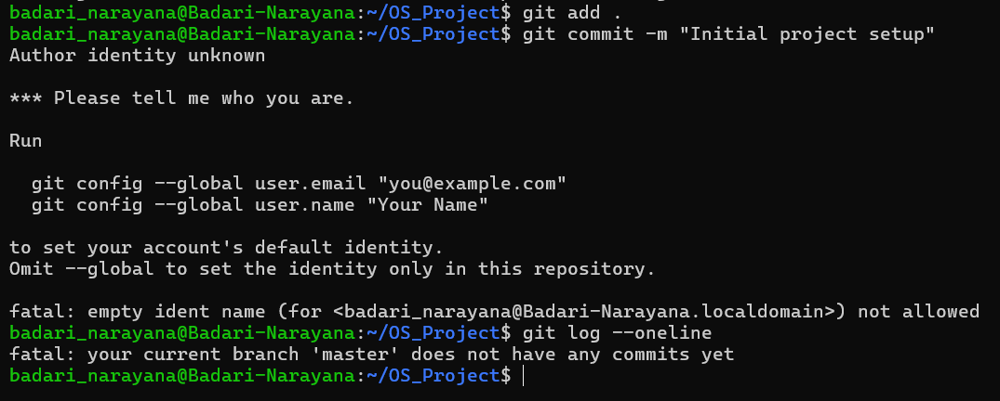 badari_narayana@Badari-Narayana:~/OS_Project$ git add .
badari_narayana@Badari-Narayana:~/OS_Project$ git commit -m "Initial project setup"
Author identity unknown
*** Please tell me who you are.
Run
git config --global user.email "you@example.com"
git config --global user.name "Your Name"
to set your account's default identity.
Omit --global to set the identity only in this repository.
fatal: empty ident name (for <badari_narayana@Badari-Narayana.localdomain>) not allowed
badari_narayana@Badari-Narayana:~/OS_Project$ git log --oneline
fatal: your current branch 'master' does not have any commits yet
badari_narayana@Badari-Narayana:~/OS_Project$